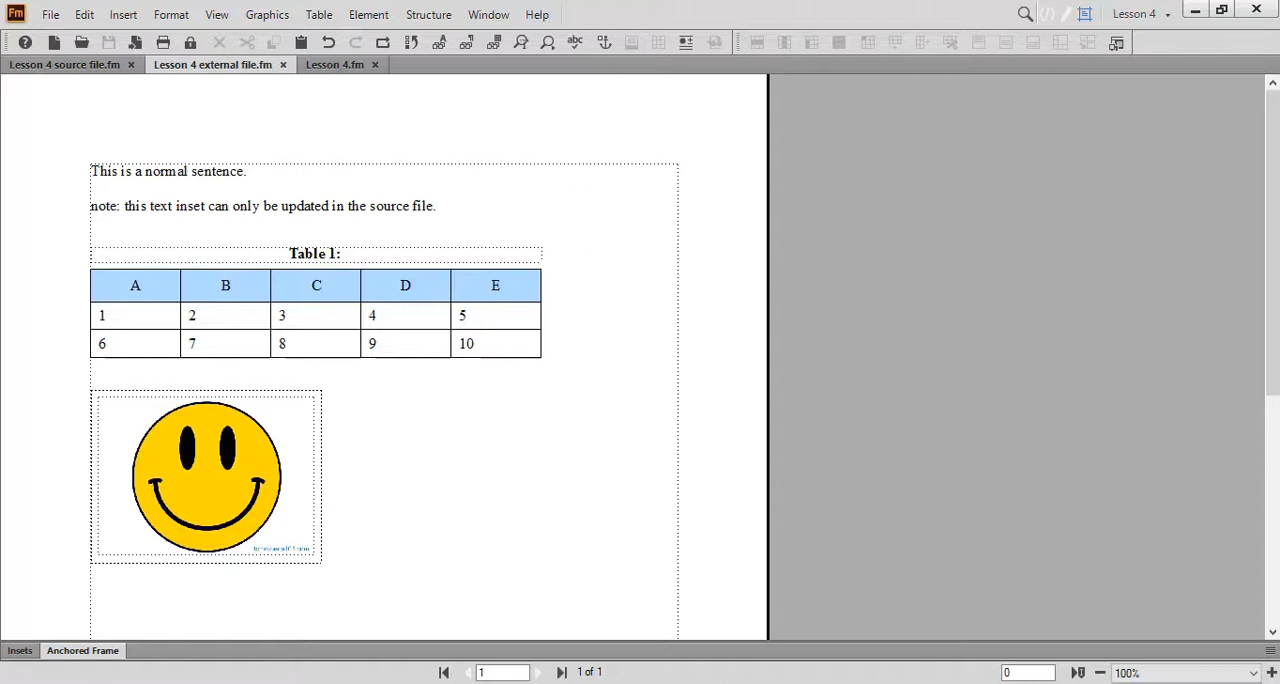 Fm File Edit Insert Format View Graphics Table Element Structure Window Help Lesson 4
Lesson 4 source file.fm Lesson 4 external file.fm Lesson 4.fm
This is a normal sentence.
note: this text inset can only be updated in the source file.
Table 1:
A B C D E
1 2 3 4 5
6 7 8 9 10
Insets Anchored Frame
1 1 of 1 0 100%